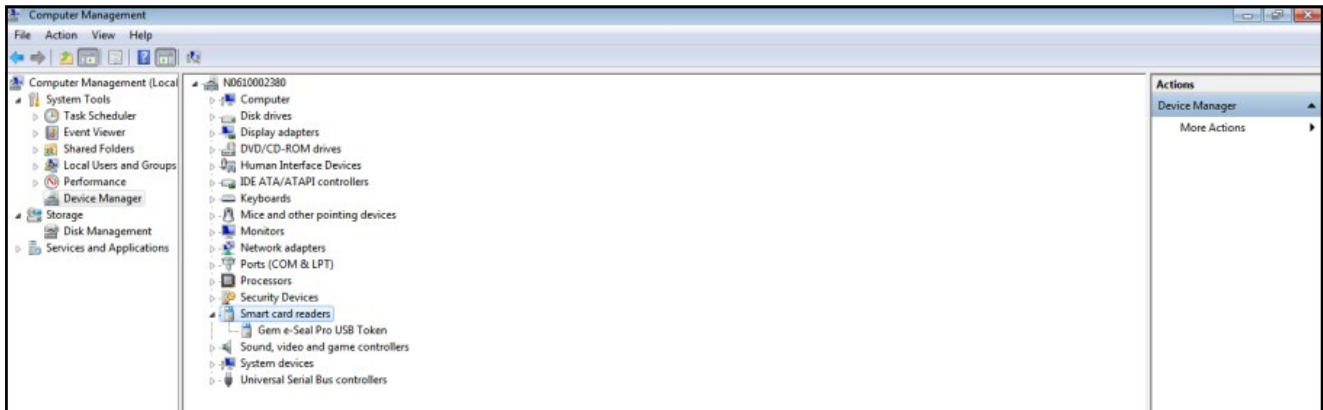 Computer Management
File Action View Help
Computer Management (Local
System Tools
Task Scheduler
Event Viewer
Shared Folders
Local Users and Groups
Performance
Device Manager
Storage
Disk Management
Services and Applications
N0610002380
Computer
Disk drives
Display adapters
DVD/CD-ROM drives
Human Interface Devices
IDE ATA/ATAPI controllers
Keyboards
Mice and other pointing devices
Monitors
Network adapters
Ports (COM & LPT)
Processors
Security Devices
Smart card readers
Gem e-Seal Pro USB Token
Sound, video and game controllers
System devices
Universal Serial Bus controllers
Actions
Device Manager
More Actions